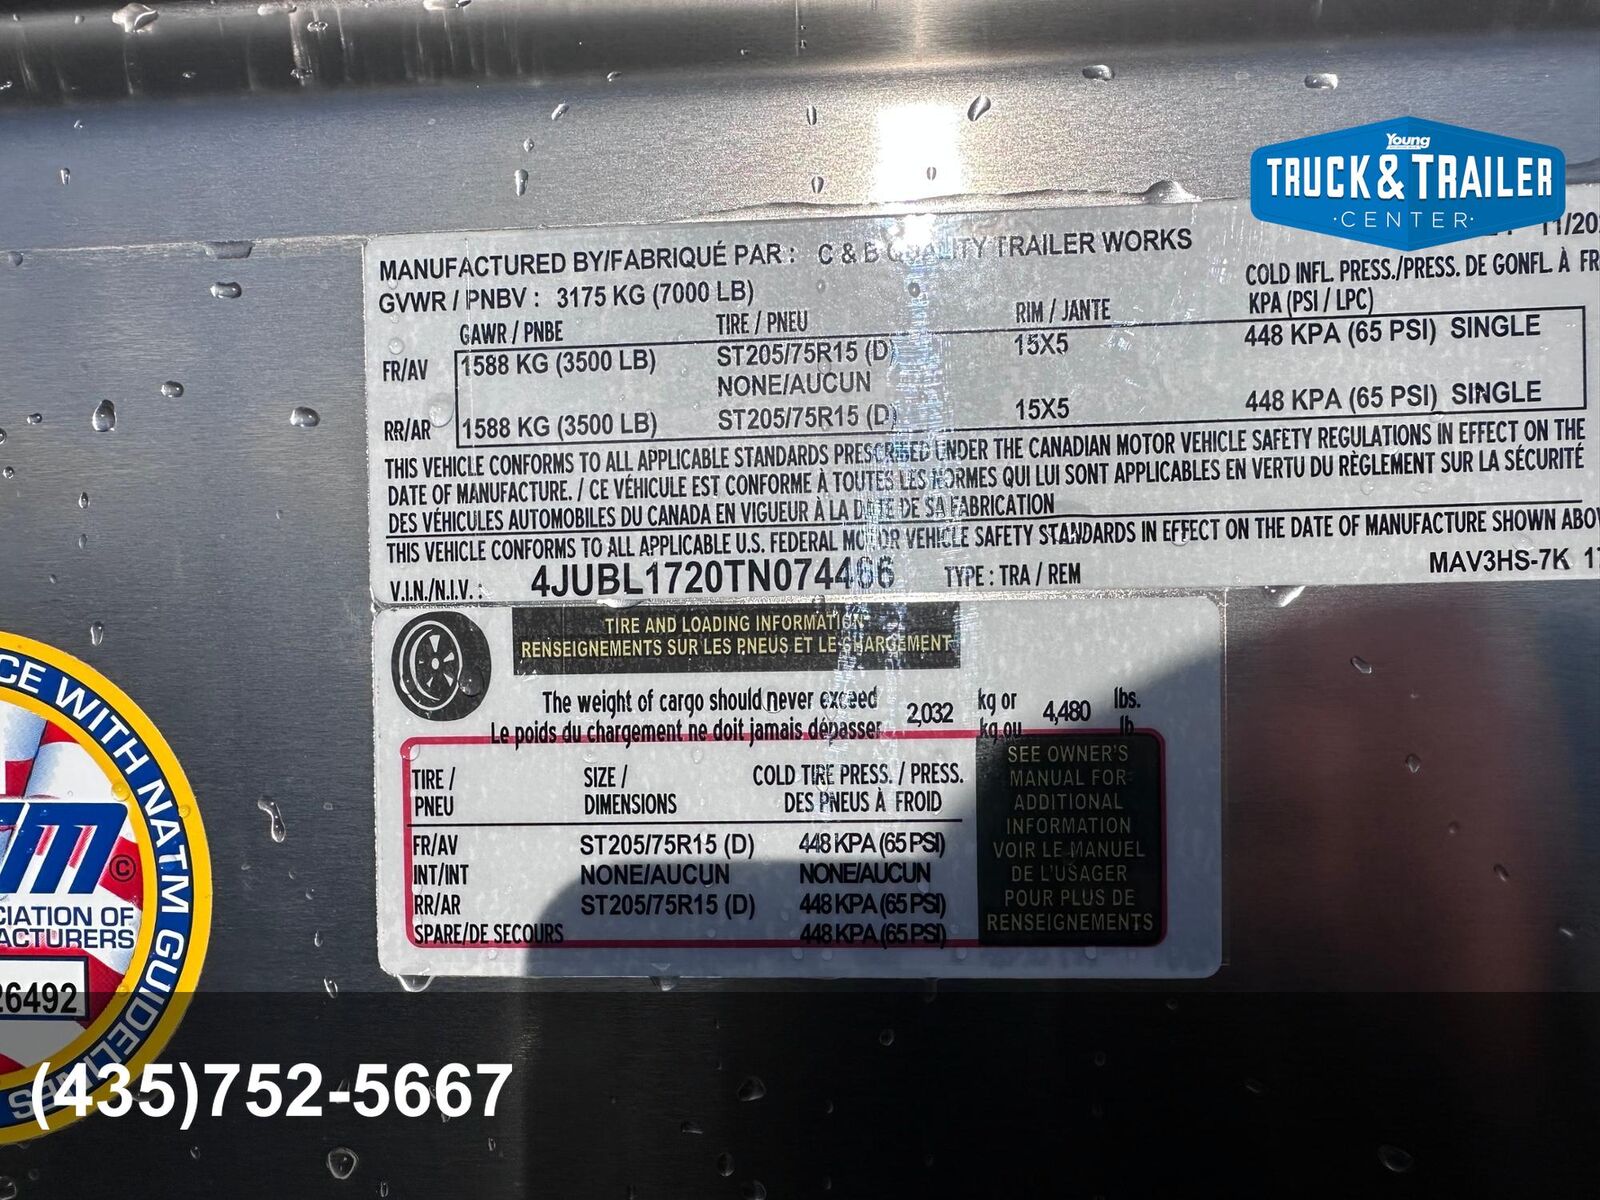 Young
TRUCK & TRAILER
·CENTER·
11/202
MANUFACTURED BY/FABRIQUÉ PAR : C & B QUALITY TRAILER WORKS
GVWR / PNBV : 3175 KG (7000 LB)
COLD INFL. PRESS./PRESS. DE GONFL. À FR
GAWR / PNBE TIRE / PNEU RIM / JANTE KPA (PSI / LPC)
FR/AV 1588 KG (3500 LB) ST205/75R15 (D) 15X5 448 KPA (65 PSI) SINGLE
NONE/AUCUN
RR/AR 1588 KG (3500 LB) ST205/75R15 (D) 15X5 448 KPA (65 PSI) SINGLE
THIS VEHICLE CONFORMS TO ALL APPLICABLE STANDARDS PRESCRIBED UNDER THE CANADIAN MOTOR VEHICLE SAFETY REGULATIONS IN EFFECT ON THE
DATE OF MANUFACTURE. / CE VÉHICULE EST CONFORME À TOUTES LES NORMES QUI LUI SONT APPLICABLES EN VERTU DU RÈGLEMENT SUR LA SÉCURITÉ
DES VÉHICULES AUTOMOBILES DU CANADA EN VIGUEUR À LA DATE DE SA FABRICATION
THIS VEHICLE CONFORMS TO ALL APPLICABLE U.S. FEDERAL MOTOR VEHICLE SAFETY STANDARDS IN EFFECT ON THE DATE OF MANUFACTURE SHOWN ABO
V.I.N./N.I.V. : 4JUBL1720TN074466 TYPE : TRA / REM MAV3HS-7K 17
TIRE AND LOADING INFORMATION
RENSEIGNEMENTS SUR LES PNEUS ET LE CHARGEMENT
The weight of cargo should never exceed 2,032 kg or 4,480 lbs.
Le poids du chargement ne doit jamais dépasser kg ou lb
TIRE / SIZE / COLD TIRE PRESS. / PRESS.
PNEU DIMENSIONS DES PNEUS À FROID
FR/AV ST205/75R15 (D) 448 KPA (65 PSI)
INT/INT NONE/AUCUN NONE/AUCUN
RR/AR ST205/75R15 (D) 448 KPA (65 PSI)
SPARE/DE SECOURS 448 KPA (65 PSI)
SEE OWNER'S
MANUAL FOR
ADDITIONAL
INFORMATION
VOIR LE MANUEL
DE L'USAGER
POUR PLUS DE
RENSEIGNEMENTS
CE WITH NATM GUIDELINES
©
CIATION OF
ACTURERS
26492
(435)752-5667